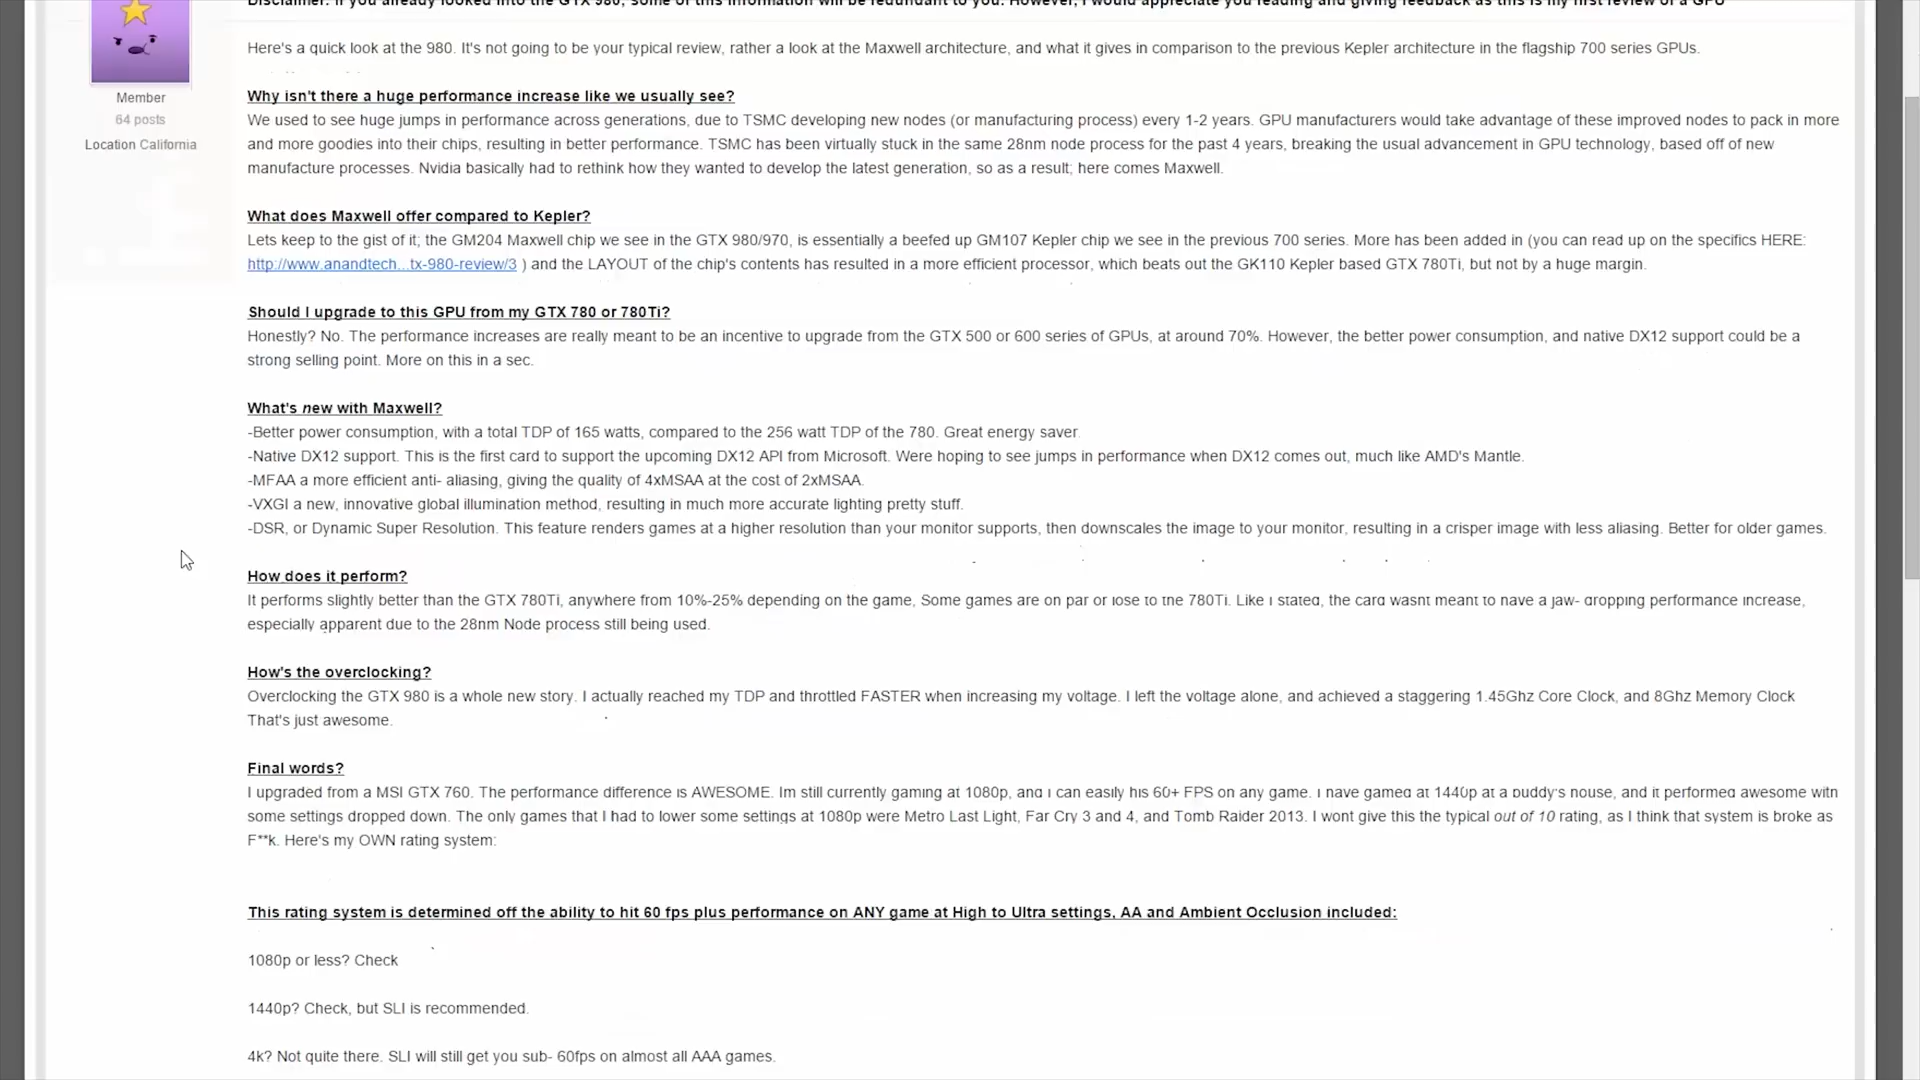 Disclaimer: If you already looked into the GTX 980, some of this information will be redundant to you. However, I would appreciate you reading and giving feedback as this is my first review of a GPU
Here's a quick look at the 980. It's not going to be your typical review, rather a look at the Maxwell architecture, and what it gives in comparison to the previous Kepler architecture in the flagship 700 series GPUs.
Member
64 posts
Location California
Why isn't there a huge performance increase like we usually see?
We used to see huge jumps in performance across generations, due to TSMC developing new nodes (or manufacturing process) every 1-2 years. GPU manufacturers would take advantage of these improved nodes to pack in more
and more goodies into their chips, resulting in better performance. TSMC has been virtually stuck in the same 28nm node process for the past 4 years, breaking the usual advancement in GPU technology, based off of new
manufacture processes. Nvidia basically had to rethink how they wanted to develop the latest generation, so as a result; here comes Maxwell.
What does Maxwell offer compared to Kepler?
Lets keep to the gist of it; the GM204 Maxwell chip we see in the GTX 980/970, is essentially a beefed up GM107 Kepler chip we see in the previous 700 series. More has been added in (you can read up on the specifics HERE:
http://www.anandtech...tx-980-review/3 ) and the LAYOUT of the chip's contents has resulted in a more efficient processor, which beats out the GK110 Kepler based GTX 780Ti, but not by a huge margin.
Should I upgrade to this GPU from my GTX 780 or 780Ti?
Honestly? No. The performance increases are really meant to be an incentive to upgrade from the GTX 500 or 600 series of GPUs, at around 70%. However, the better power consumption, and native DX12 support could be a
strong selling point. More on this in a sec.
What's new with Maxwell?
-Better power consumption, with a total TDP of 165 watts, compared to the 256 watt TDP of the 780. Great energy saver.
-Native DX12 support. This is the first card to support the upcoming DX12 API from Microsoft. Were hoping to see jumps in performance when DX12 comes out, much like AMD's Mantle.
-MFAA a more efficient anti- aliasing, giving the quality of 4xMSAA at the cost of 2xMSAA.
-VXGI a new, innovative global illumination method, resulting in much more accurate lighting pretty stuff.
-DSR, or Dynamic Super Resolution. This feature renders games at a higher resolution than your monitor supports, then downscales the image to your monitor, resulting in a crisper image with less aliasing. Better for older games.
How does it perform?
It performs slightly better than the GTX 780Ti, anywhere from 10%-25% depending on the game, Some games are on par or lose to the 780Ti. Like I stated, the card wasnt meant to have a jaw- dropping performance increase,
especially apparent due to the 28nm Node process still being used.
How's the overclocking?
Overclocking the GTX 980 is a whole new story. I actually reached my TDP and throttled FASTER when increasing my voltage. I left the voltage alone, and achieved a staggering 1.45Ghz Core Clock, and 8Ghz Memory Clock
That's just awesome.
Final words?
I upgraded from a MSI GTX 760. The performance difference is AWESOME. Im still currently gaming at 1080p, and I can easily his 60+ FPS on any game. I have gamed at 1440p at a buddy's house, and it performed awesome with
some settings dropped down. The only games that I had to lower some settings at 1080p were Metro Last Light, Far Cry 3 and 4, and Tomb Raider 2013. I wont give this the typical out of 10 rating, as I think that system is broke as
F**k. Here's my OWN rating system:
This rating system is determined off the ability to hit 60 fps plus performance on ANY game at High to Ultra settings, AA and Ambient Occlusion included:
1080p or less? Check
1440p? Check, but SLI is recommended.
4k? Not quite there. SLI will still get you sub- 60fps on almost all AAA games.